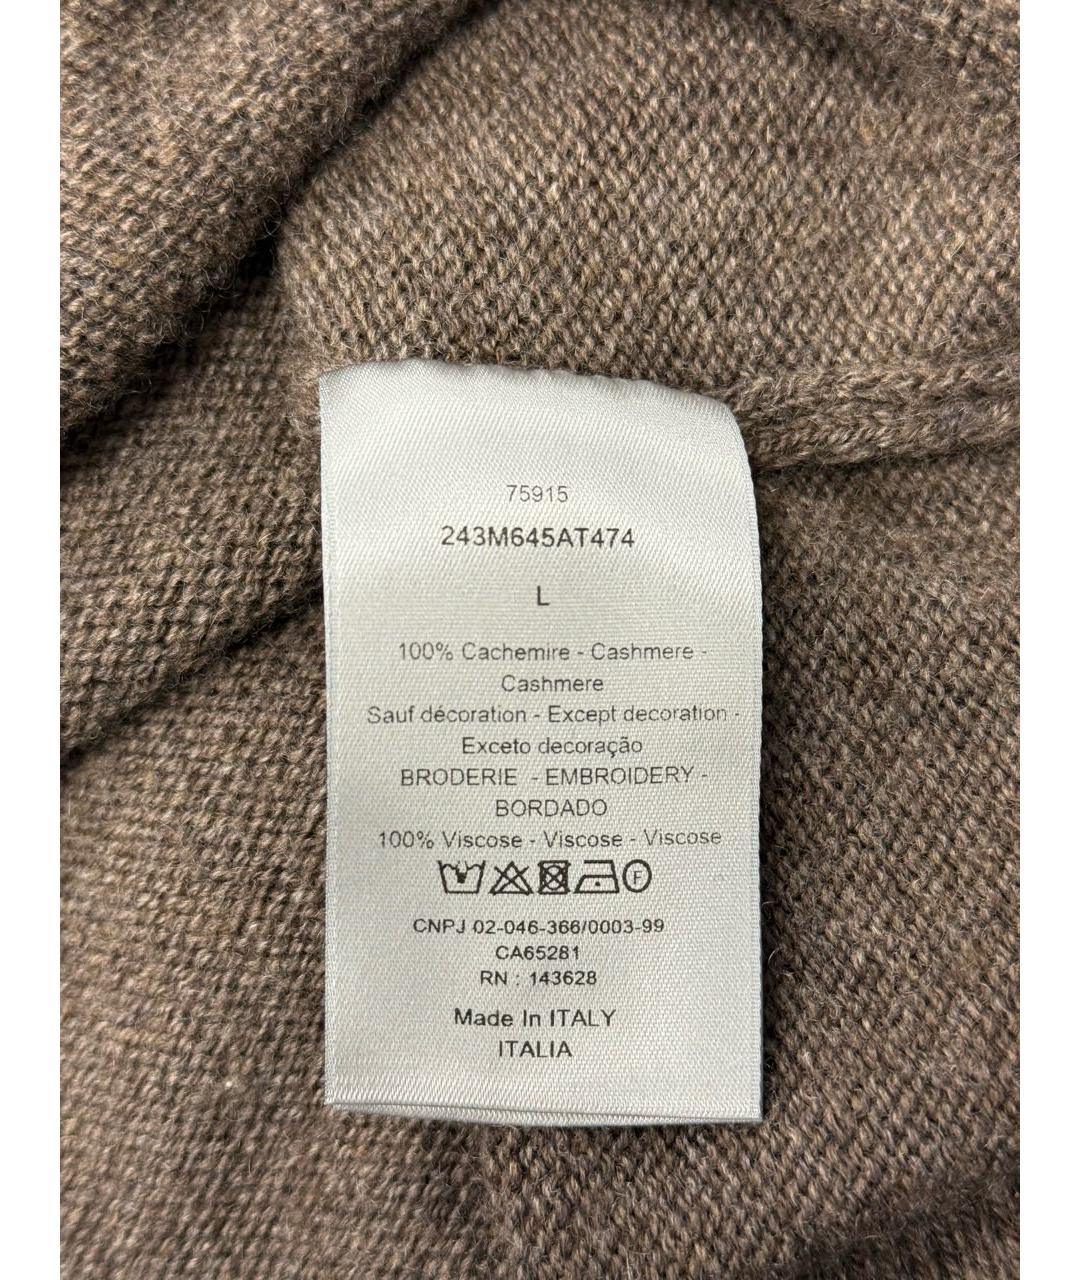 75915
243M645AT474
L
100% Cachemire - Cashmere -
Cashmere
Sauf décoration - Except decoration -
Exceto decoração
BRODERIE - EMBROIDERY -
BORDADO
100% Viscose - Viscose - Viscose
F
CNPJ 02-046-366/0003-99
CA65281
RN : 143628
Made In ITALY
ITALIA